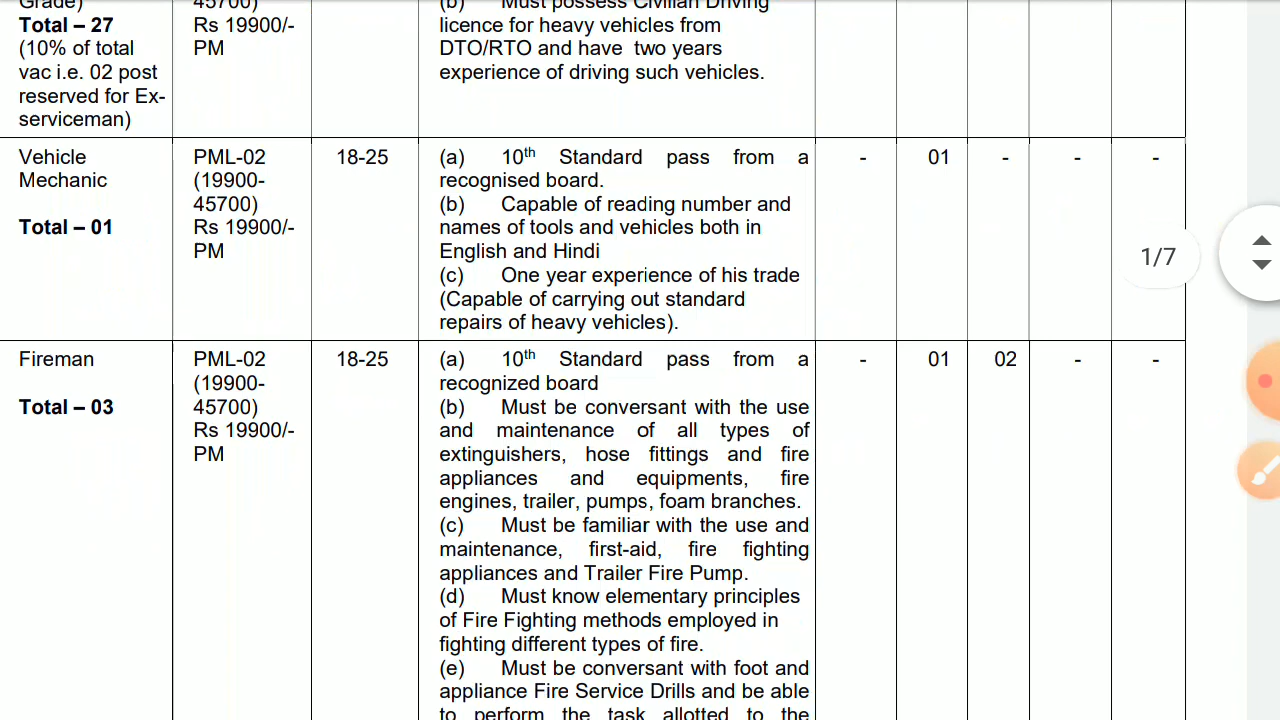 Grade)
Total – 27
(10% of total
vac i.e. 02 post
reserved for Ex-
serviceman)
45700)
Rs 19900/-
PM
(b) Must possess Civilian Driving
licence for heavy vehicles from
DTO/RTO and have two years
experience of driving such vehicles.
Vehicle
Mechanic
Total – 01
PML-02
(19900-
45700)
Rs 19900/-
PM
18-25
(a) 10th Standard pass from a
recognised board.
(b) Capable of reading number and
names of tools and vehicles both in
English and Hindi
(c) One year experience of his trade
(Capable of carrying out standard
repairs of heavy vehicles).
- 01 - - -
1/7
Fireman
Total – 03
PML-02
(19900-
45700)
Rs 19900/-
PM
18-25
(a) 10th Standard pass from a
recognized board
(b) Must be conversant with the use
and maintenance of all types of
extinguishers, hose fittings and fire
appliances and equipments, fire
engines, trailer, pumps, foam branches.
(c) Must be familiar with the use and
maintenance, first-aid, fire fighting
appliances and Trailer Fire Pump.
(d) Must know elementary principles
of Fire Fighting methods employed in
fighting different types of fire.
(e) Must be conversant with foot and
appliance Fire Service Drills and be able
to perform the task allotted to the
- 01 02 - -